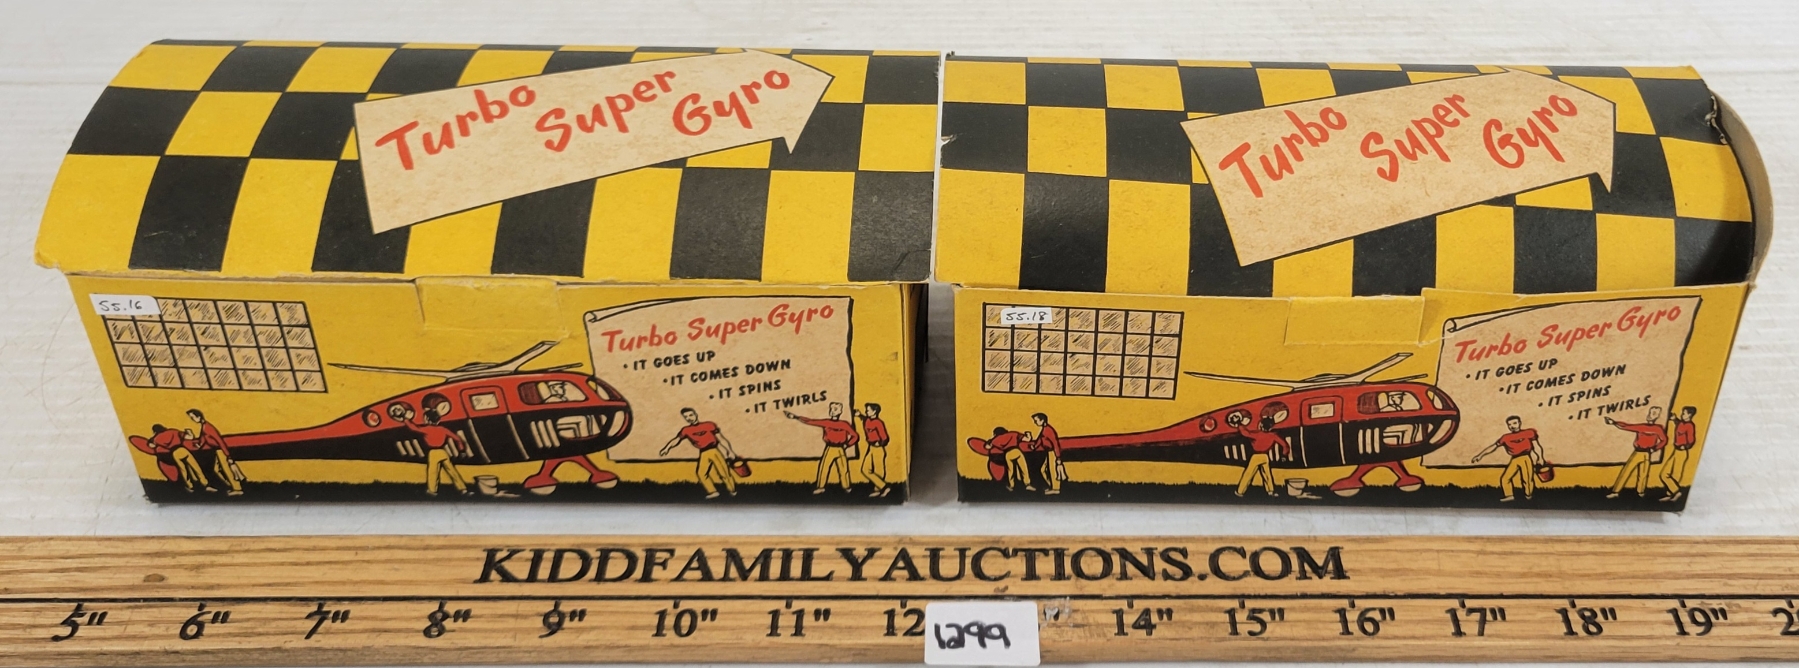 Turbo Super Gyro
Turbo Super Gyro
55.16
Turbo Super Gyro
• IT GOES UP
• IT COMES DOWN
• IT SPINS
• IT TWIRLS
55.18
Turbo Super Gyro
• IT GOES UP
• IT COMES DOWN
• IT SPINS
• IT TWIRLS
KIDDFAMILYAUCTIONS.COM
5" 6" 7" 8" 9" 10" 11" 12 14" 15" 16" 17" 18" 19"
1299